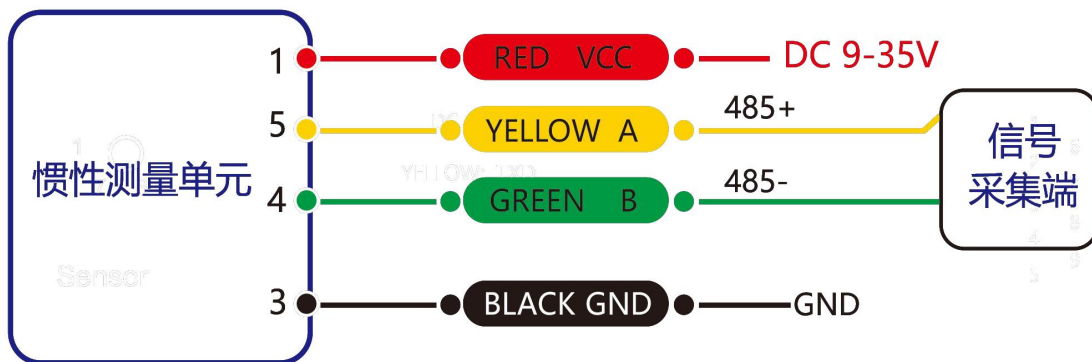 1 RED VCC DC 9-35V
5 YELLOW A 485+
惯性测量单元
4 GREEN B 485-
信号
采集端
Sensor
3 BLACK GND GND